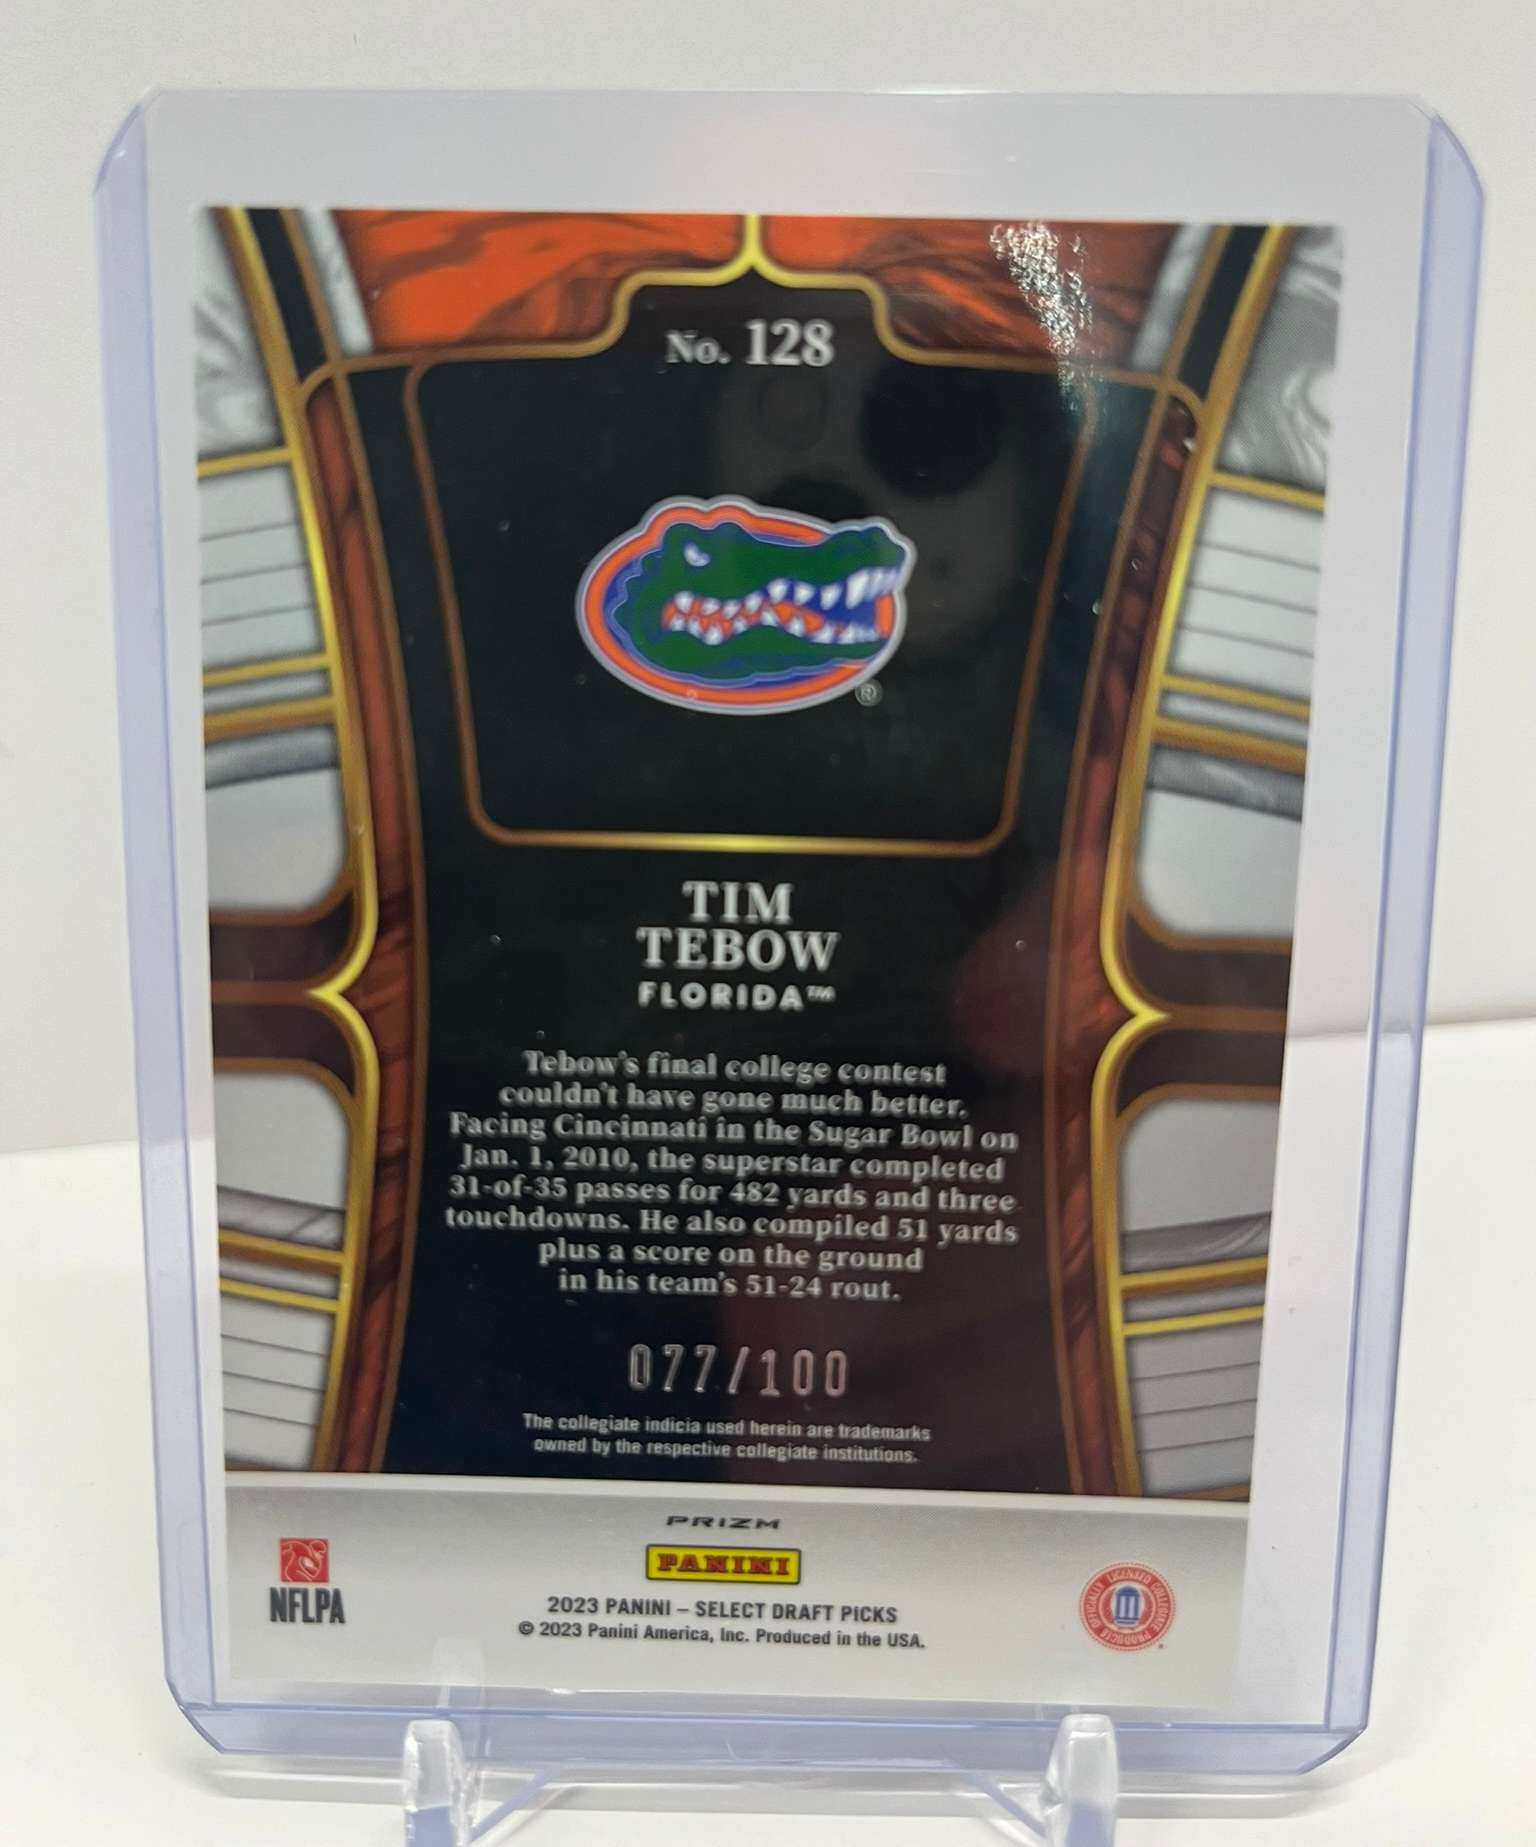 No. 128
®
TIM
TEBOW
FLORIDA™
Tebow's final college contest
couldn't have gone much better.
Facing Cincinnati in the Sugar Bowl on
Jan. 1, 2010, the superstar completed
31-of-35 passes for 482 yards and three
touchdowns. He also compiled 51 yards
plus a score on the ground
in his team's 51-24 rout.
077/100
The collegiate indicia used herein are trademarks
owned by the respective collegiate institutions.
PRIZM
PANINI
NFLPA
2023 PANINI – SELECT DRAFT PICKS
© 2023 Panini America, Inc. Produced in the USA.
OFFICIALLY LICENSED COLLEGIATE PRODUCTS